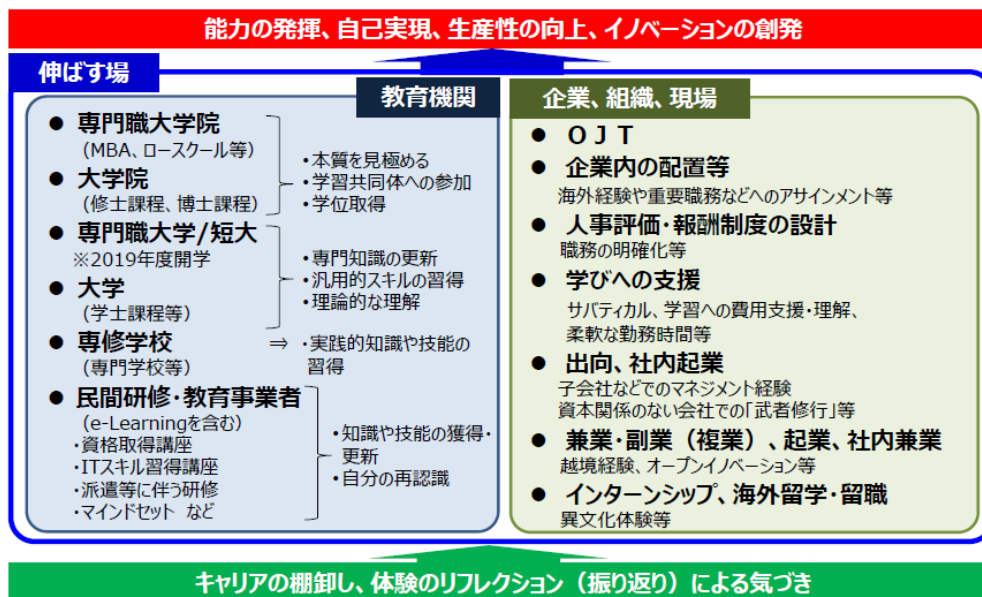 能力の発揮、自己実現、生産性の向上、イノベーションの創発
伸ばす場
教育機関
● 専門職大学院
(MBA、ロースクール等)
● 大学院
(修士課程、博士課程)
・本質を見極める
・学習共同体への参加
・学位取得
● 専門職大学/短大
※2019年度開学
● 大学
(学士課程等)
・専門知識の更新
・汎用的スキルの習得
・理論的な理解
● 専修学校
(専門学校等)
⇒ ・実践的知識や技能の
習得
● 民間研修・教育事業者
(e-Learningを含む)
・資格取得講座
・ITスキル習得講座
・派遣等に伴う研修
・マインドセット など
・知識や技能の獲得・
更新
・自分の再認識
企業、組織、現場
● OJT
● 企業内の配置等
海外経験や重要職務などへのアサインメント等
● 人事評価・報酬制度の設計
職務の明確化等
● 学びへの支援
サバティカル、学習への費用支援・理解、
柔軟な勤務時間等
● 出向、社内起業
子会社などでのマネジメント経験
資本関係のない会社での「武者修行」等
● 兼業・副業（複業）、起業、社内兼業
越境経験、オープンイノベーション等
● インターンシップ、海外留学・留職
異文化体験等
キャリアの棚卸し、体験のリフレクション（振り返り）による気づき